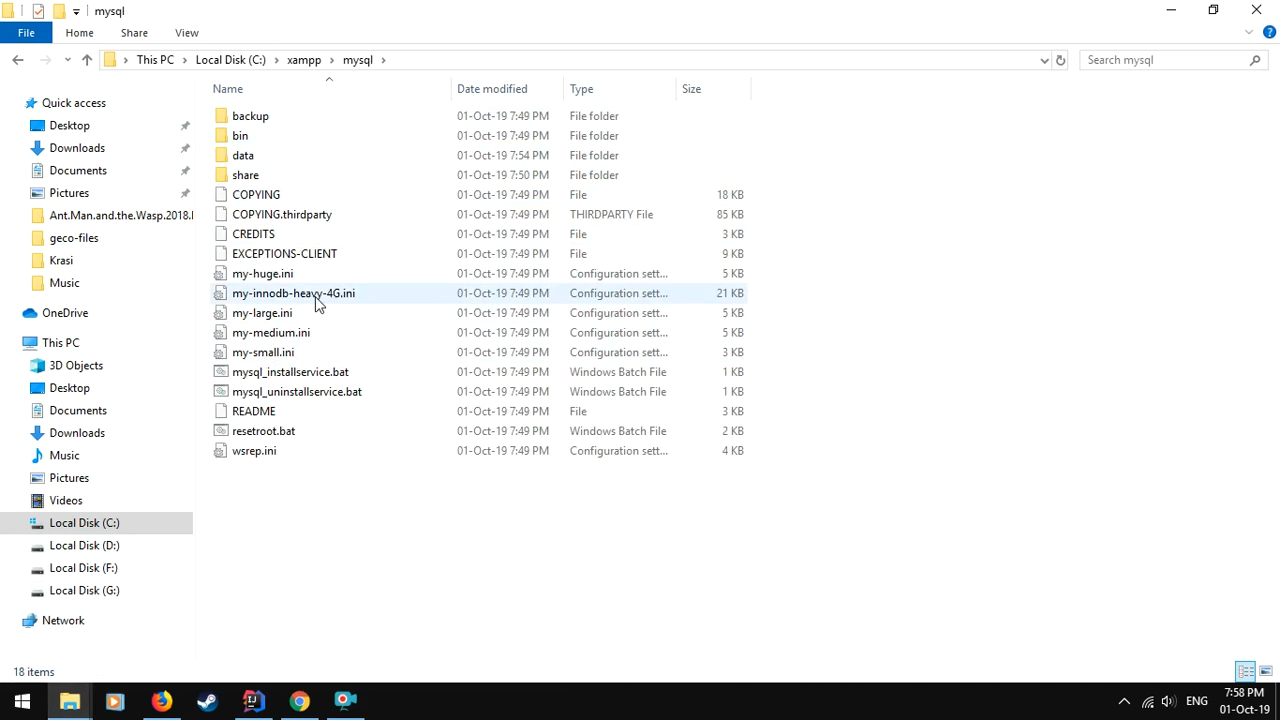 mysql
File Home Share View
This PC Local Disk (C:) xampp mysql Search mysql
Name Date modified Type Size
Quick access
Desktop
Downloads
Documents
Pictures
Ant.Man.and.the.Wasp.2018.
geco-files
Krasi
Music
OneDrive
This PC
3D Objects
Desktop
Documents
Downloads
Music
Pictures
Videos
Local Disk (C:)
Local Disk (D:)
Local Disk (F:)
Local Disk (G:)
Network
backup 01-Oct-19 7:49 PM File folder
bin 01-Oct-19 7:49 PM File folder
data 01-Oct-19 7:54 PM File folder
share 01-Oct-19 7:50 PM File folder
COPYING 01-Oct-19 7:49 PM File 18 KB
COPYING.thirdparty 01-Oct-19 7:49 PM THIRDPARTY File 85 KB
CREDITS 01-Oct-19 7:49 PM File 3 KB
EXCEPTIONS-CLIENT 01-Oct-19 7:49 PM File 9 KB
my-huge.ini 01-Oct-19 7:49 PM Configuration sett... 5 KB
my-innodb-heavy-4G.ini 01-Oct-19 7:49 PM Configuration sett... 21 KB
my-large.ini 01-Oct-19 7:49 PM Configuration sett... 5 KB
my-medium.ini 01-Oct-19 7:49 PM Configuration sett... 5 KB
my-small.ini 01-Oct-19 7:49 PM Configuration sett... 3 KB
mysql_installservice.bat 01-Oct-19 7:49 PM Windows Batch File 1 KB
mysql_uninstallservice.bat 01-Oct-19 7:49 PM Windows Batch File 1 KB
README 01-Oct-19 7:49 PM File 3 KB
resetroot.bat 01-Oct-19 7:49 PM Windows Batch File 2 KB
wsrep.ini 01-Oct-19 7:49 PM Configuration sett... 4 KB
18 items
ENG
7:58 PM
01-Oct-19